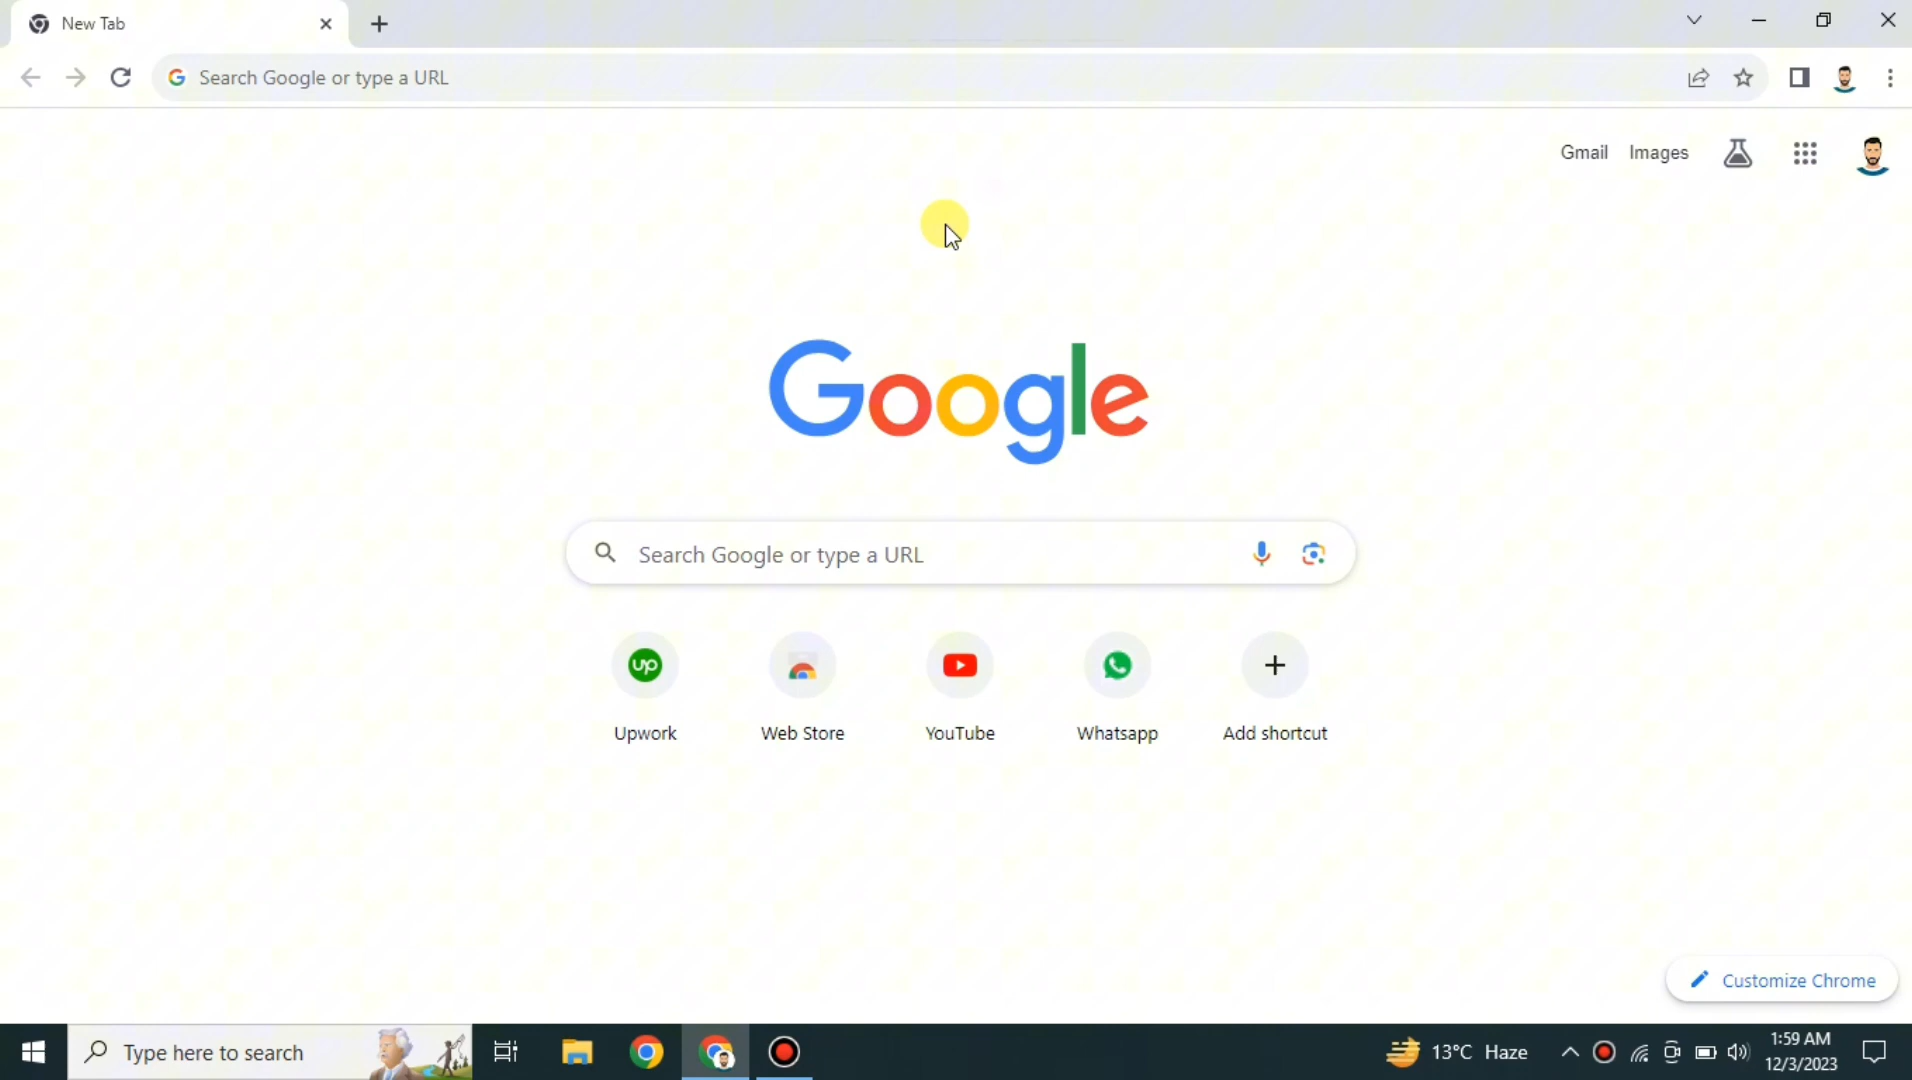 New Tab
Search Google or type a URL
Gmail Images
Google
Search Google or type a URL
up
Upwork Web Store YouTube Whatsapp Add shortcut
Customize Chrome
Type here to search
13°C Haze
1:59 AM
12/3/2023